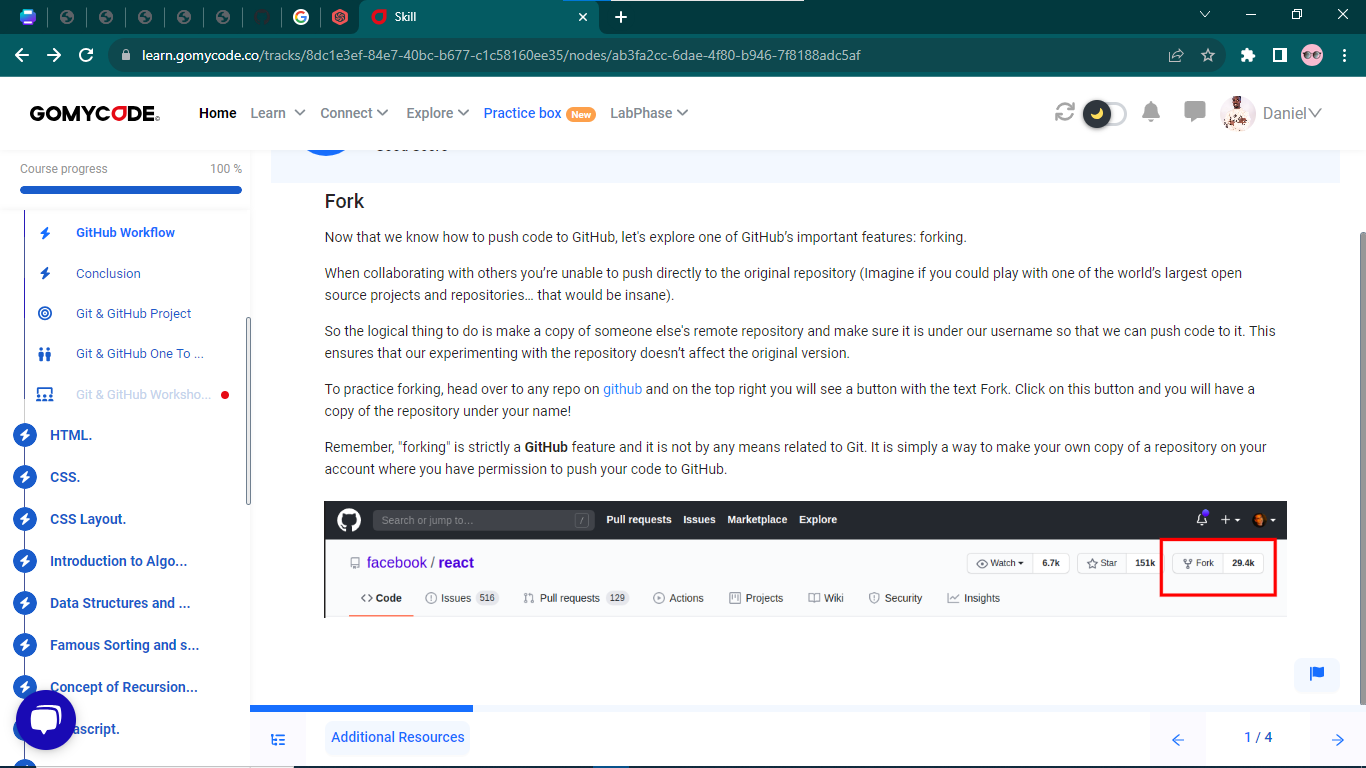 Skill
learn.gomycode.co/tracks/8dc1e3ef-84e7-40bc-b677-c1c58160ee35/nodes/ab3fa2cc-6dae-4f80-b946-7f8188adc5af
GOMYCODE
Home Learn Connect Explore Practice box New LabPhase Daniel
Course progress 100 %
GitHub Workflow
Conclusion
Git & GitHub Project
Git & GitHub One To ...
Git & GitHub Worksho...
HTML.
CSS.
CSS Layout.
Introduction to Algo...
Data Structures and ...
Famous Sorting and s...
Concept of Recursion...
ascript.
Fork
Now that we know how to push code to GitHub, let's explore one of GitHub’s important features: forking.
When collaborating with others you’re unable to push directly to the original repository (Imagine if you could play with one of the world’s largest open
source projects and repositories… that would be insane).
So the logical thing to do is make a copy of someone else's remote repository and make sure it is under our username so that we can push code to it. This
ensures that our experimenting with the repository doesn’t affect the original version.
To practice forking, head over to any repo on github and on the top right you will see a button with the text Fork. Click on this button and you will have a
copy of the repository under your name!
Remember, "forking" is strictly a GitHub feature and it is not by any means related to Git. It is simply a way to make your own copy of a repository on your
account where you have permission to push your code to GitHub.
Search or jump to... / Pull requests Issues Marketplace Explore
facebook / react Watch 6.7k Star 151k Fork 29.4k
Code Issues 516 Pull requests 129 Actions Projects Wiki Security Insights
Additional Resources 1 / 4